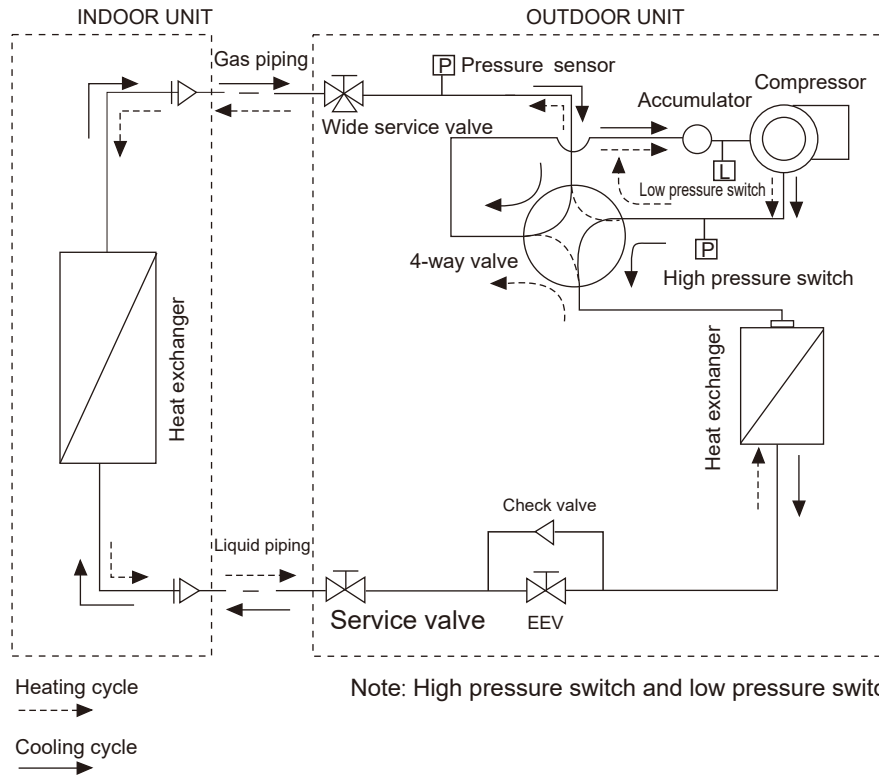 INDOOR UNIT
OUTDOOR UNIT
Gas piping
P
Pressure sensor
Compressor
Accumulator
Wide service valve
L
Low pressure switch
4-way valve
P
High pressure switch
Heat exchanger
Heat exchanger
Check valve
Liquid piping
Service valve
EEV
Heating cycle
Note: High pressure switch and low pressure
Cooling cycle